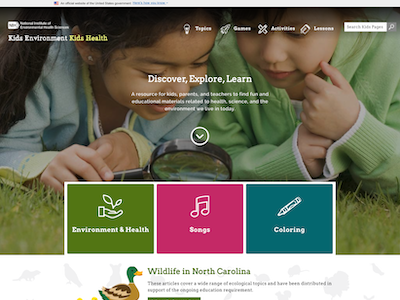 An official website of the United States government
NIH National Institute of
Environmental Health Sciences
Kids Environment Kids Health
Topics
Games
Activities
Lessons
Search Kids Pages
Discover, Explore, Learn
A resource for kids, parents, and teachers to find fun and
educational materials related to health, science, and the
environment we live in today.
Environment & Health
Songs
Coloring
Wildlife in North Carolina
These articles cover a wide range of ecological topics and have been distributed in
support of the ongoing education requirement.